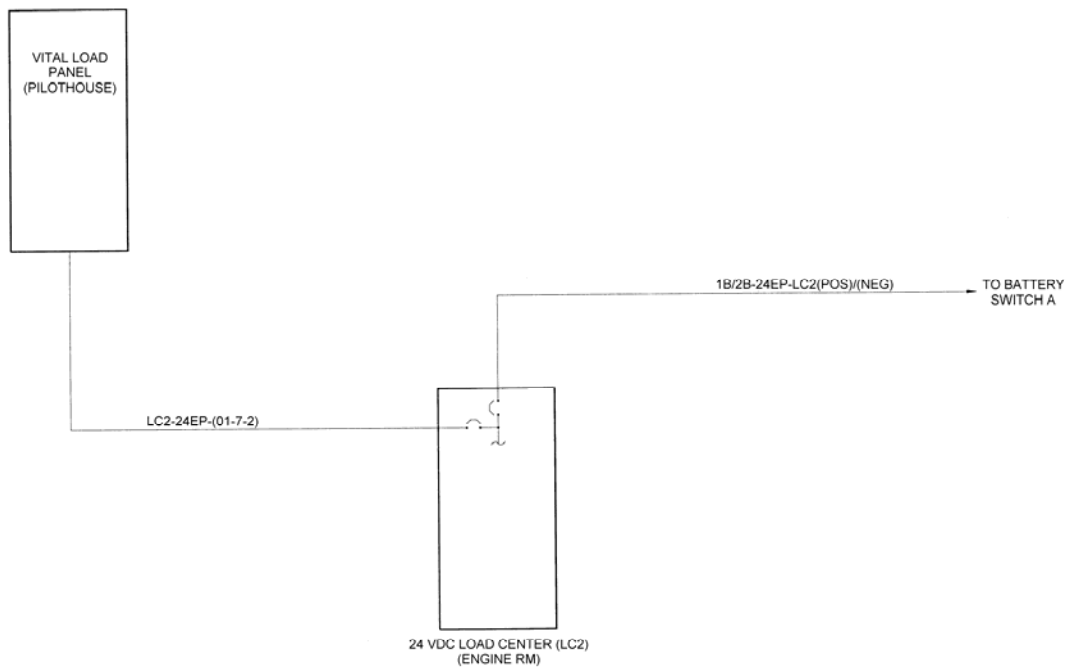 VITAL LOAD
PANEL
(PILOTHOUSE)
1B/2B-24EP-LC2(POS)/(NEG)
TO BATTERY
SWITCH A
LC2-24EP-(01-7-2)
24 VDC LOAD CENTER (LC2)
(ENGINE RM)